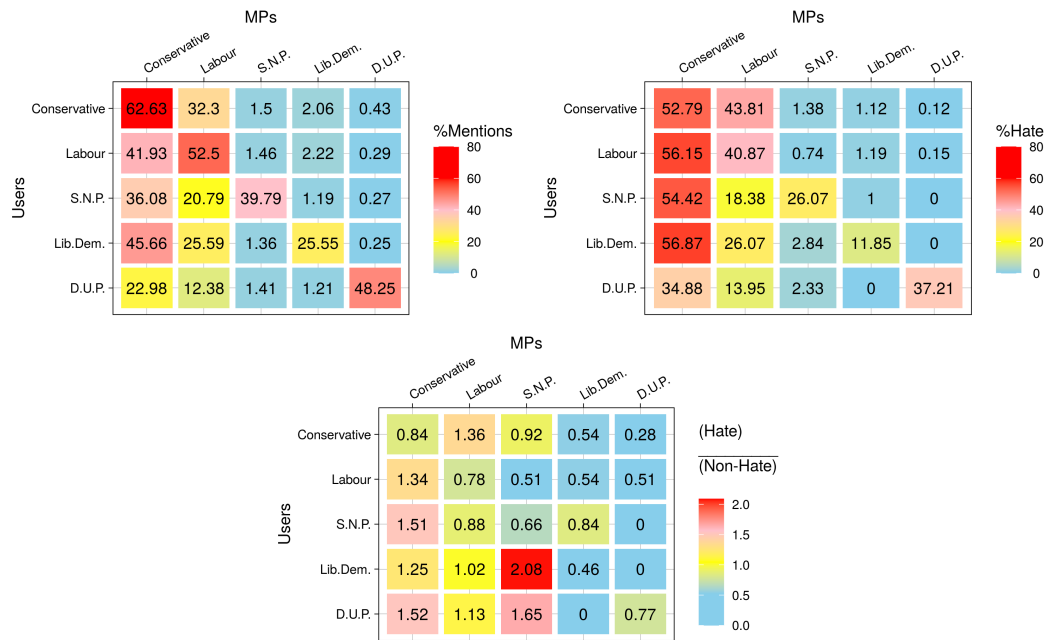 MPs
Conservative Labour S.N.P. Lib.Dem. D.U.P.
Users
Conservative 62.63 32.3 1.5 2.06 0.43
Labour 41.93 52.5 1.46 2.22 0.29
S.N.P. 36.08 20.79 39.79 1.19 0.27
Lib.Dem. 45.66 25.59 1.36 25.55 0.25
D.U.P. 22.98 12.38 1.41 1.21 48.25
%Mentions
80
60
40
20
0
MPs
Conservative Labour S.N.P. Lib.Dem. D.U.P.
Users
Conservative 52.79 43.81 1.38 1.12 0.12
Labour 56.15 40.87 0.74 1.19 0.15
S.N.P. 54.42 18.38 26.07 1 0
Lib.Dem. 56.87 26.07 2.84 11.85 0
D.U.P. 34.88 13.95 2.33 0 37.21
%Hate
80
60
40
20
0
MPs
Conservative Labour S.N.P. Lib.Dem. D.U.P.
Users
Conservative 0.84 1.36 0.92 0.54 0.28
Labour 1.34 0.78 0.51 0.54 0.51
S.N.P. 1.51 0.88 0.66 0.84 0
Lib.Dem. 1.25 1.02 2.08 0.46 0
D.U.P. 1.52 1.13 1.65 0 0.77
(Hate)
(Non-Hate)
2.0
1.5
1.0
0.5
0.0